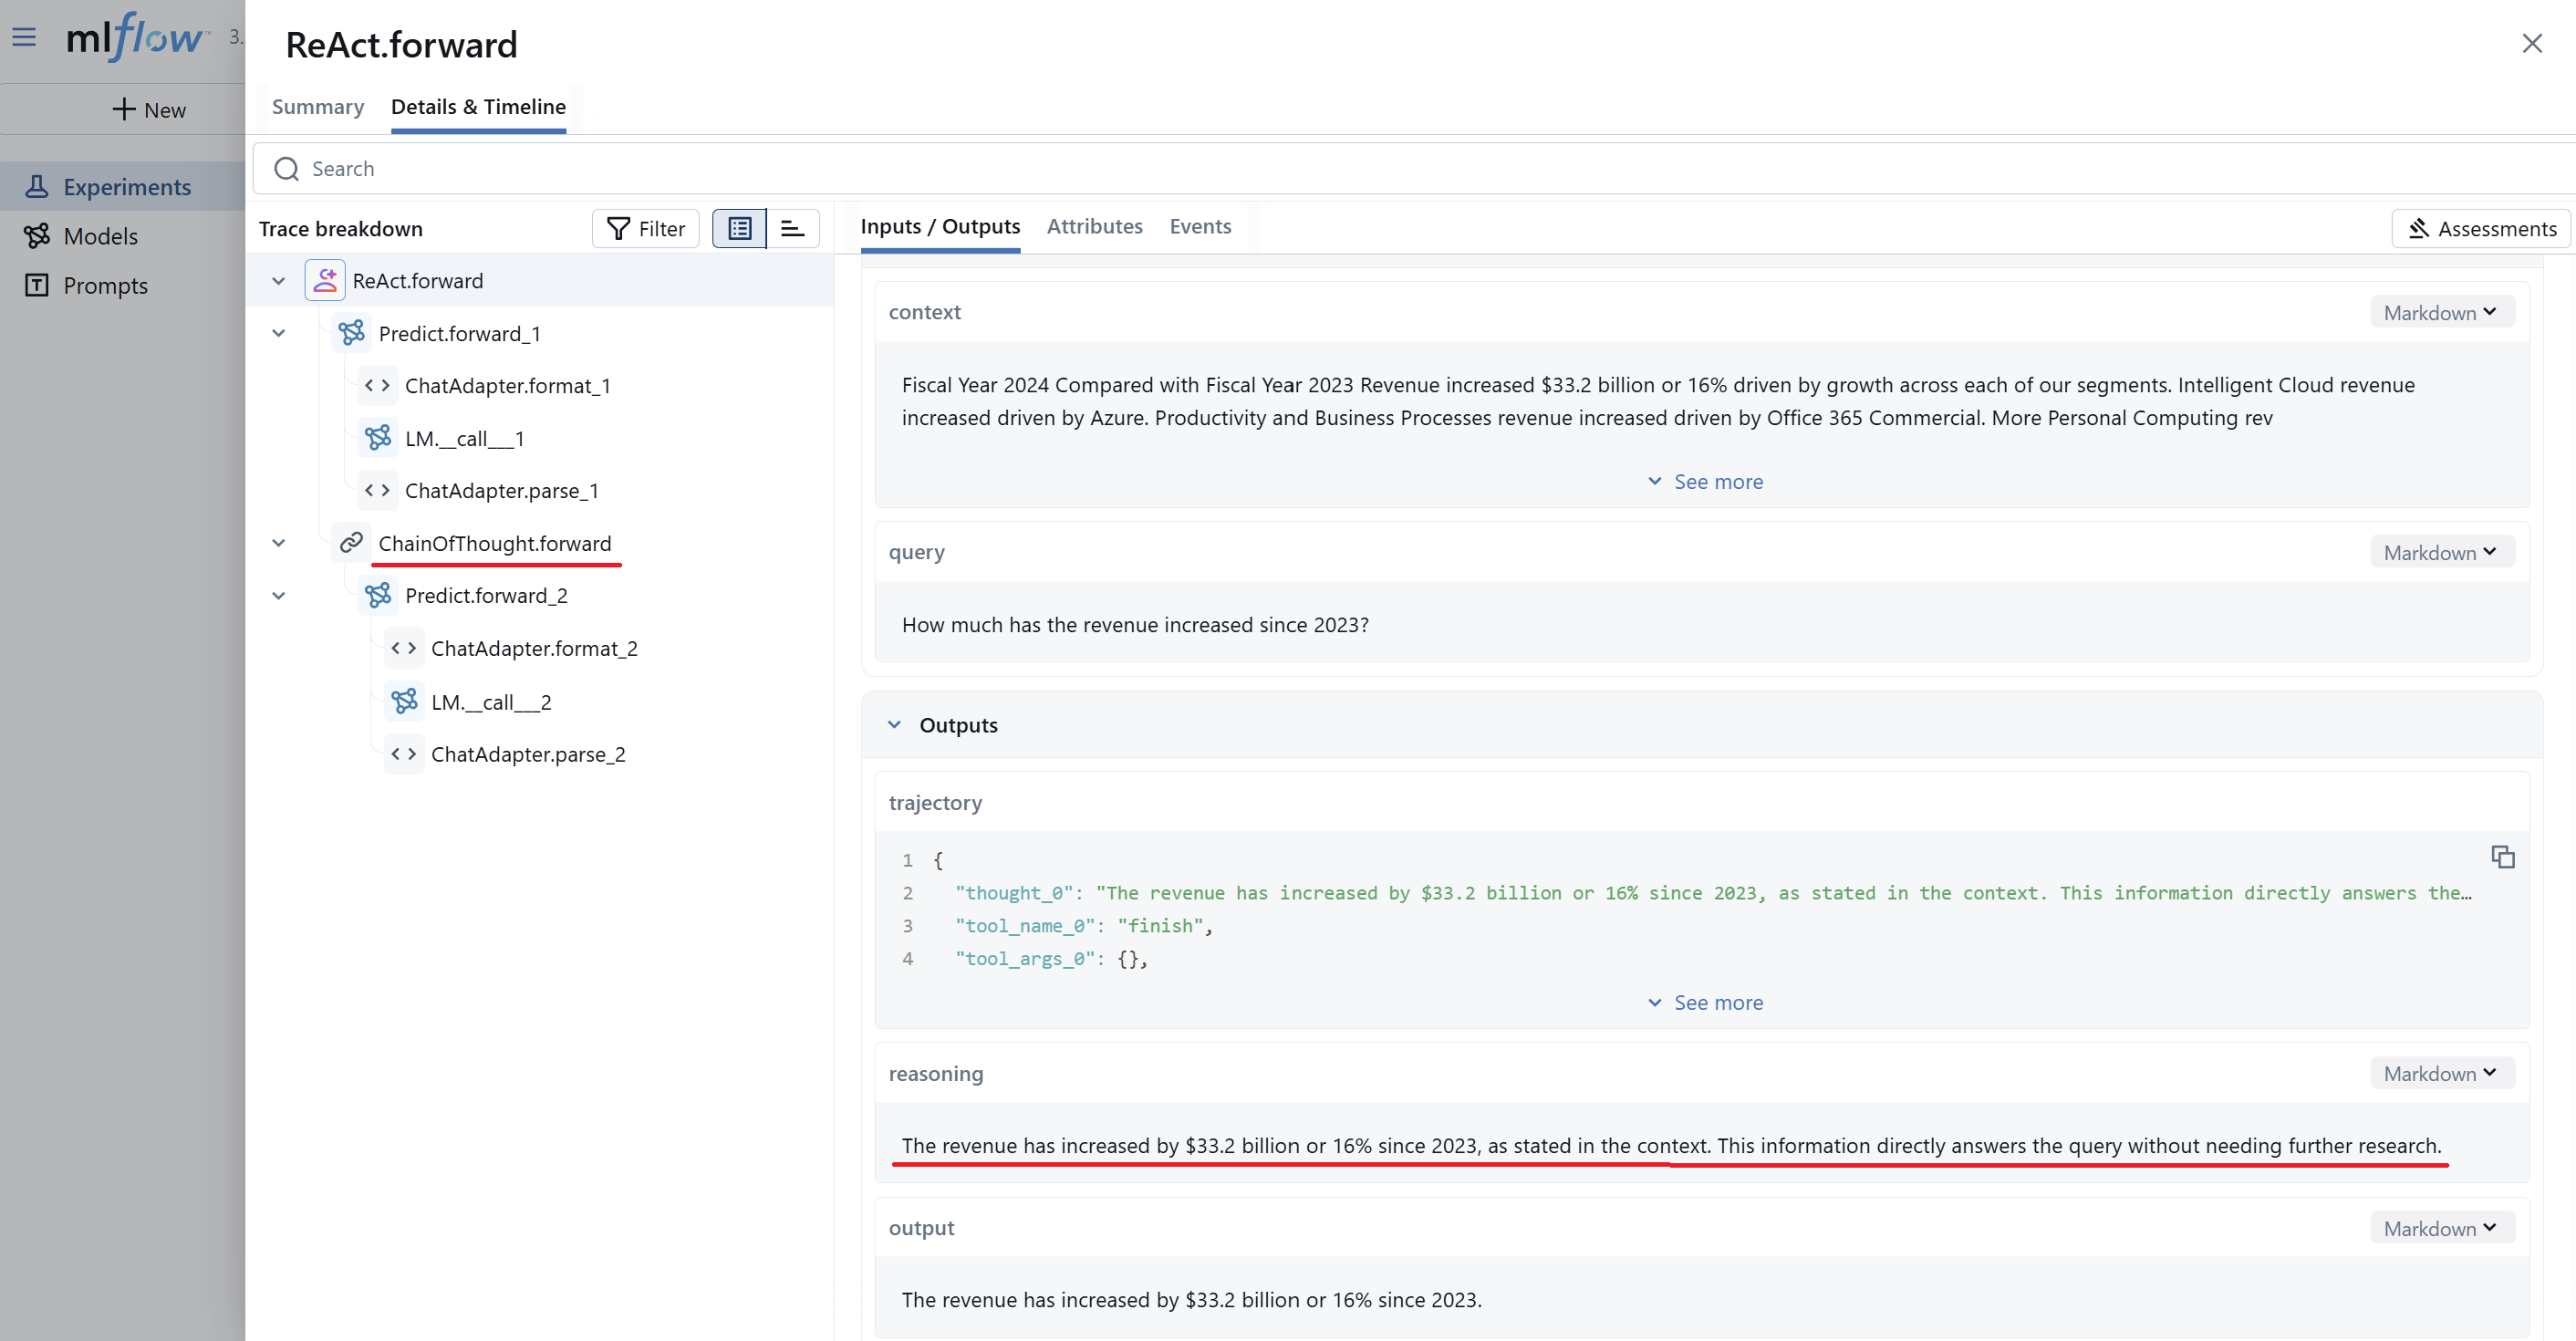 mlflow™ 3.
New
Experiments
Models
Prompts
ReAct.forward
Summary
Details & Timeline
Search
Trace breakdown
Filter
ReAct.forward
Predict.forward_1
ChatAdapter.format_1
LM.__call___1
ChatAdapter.parse_1
ChainOfThought.forward
Predict.forward_2
ChatAdapter.format_2
LM.__call___2
ChatAdapter.parse_2
Inputs / Outputs
Attributes
Events
Assessments
context
Markdown
Fiscal Year 2024 Compared with Fiscal Year 2023 Revenue increased $33.2 billion or 16% driven by growth across each of our segments. Intelligent Cloud revenue
increased driven by Azure. Productivity and Business Processes revenue increased driven by Office 365 Commercial. More Personal Computing rev
See more
query
Markdown
How much has the revenue increased since 2023?
Outputs
trajectory
1 {
2 "thought_0": "The revenue has increased by $33.2 billion or 16% since 2023, as stated in the context. This information directly answers the…
3 "tool_name_0": "finish",
4 "tool_args_0": {},
See more
reasoning
Markdown
The revenue has increased by $33.2 billion or 16% since 2023, as stated in the context. This information directly answers the query without needing further research.
output
Markdown
The revenue has increased by $33.2 billion or 16% since 2023.